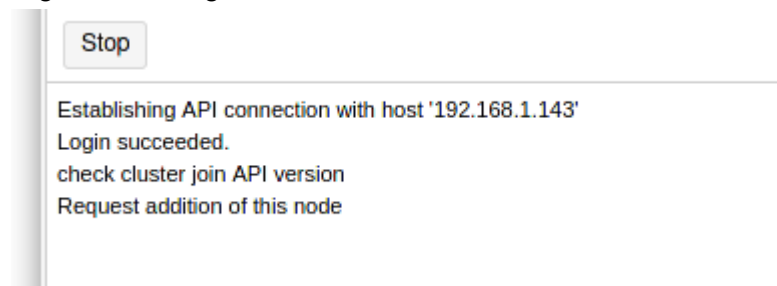 Stop
Establishing API connection with host '192.168.1.143'
Login succeeded.
check cluster join API version
Request addition of this node